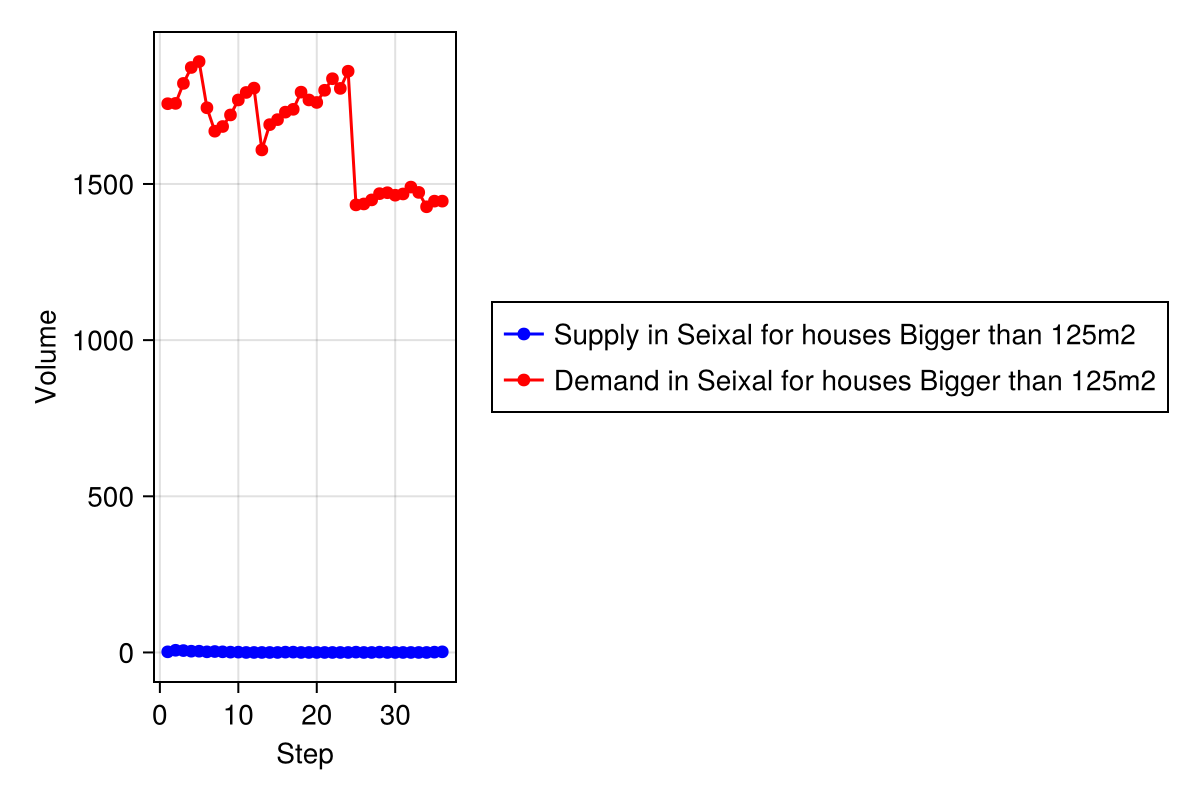 Volume
1500
1000
500
0
0 10 20 30
Step
Supply in Seixal for houses Bigger than 125m2
Demand in Seixal for houses Bigger than 125m2